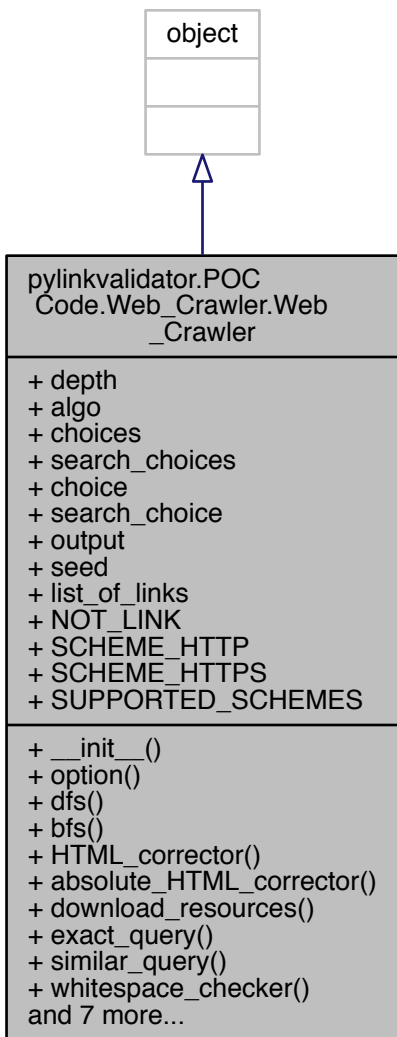 object
pylinkvalidator.POC
Code.Web_Crawler.Web
_Crawler
+ depth
+ algo
+ choices
+ search_choices
+ choice
+ search_choice
+ output
+ seed
+ list_of_links
+ NOT_LINK
+ SCHEME_HTTP
+ SCHEME_HTTPS
+ SUPPORTED_SCHEMES
+ __init__()
+ option()
+ dfs()
+ bfs()
+ HTML_corrector()
+ absolute_HTML_corrector()
+ download_resources()
+ exact_query()
+ similar_query()
+ whitespace_checker()
and 7 more...